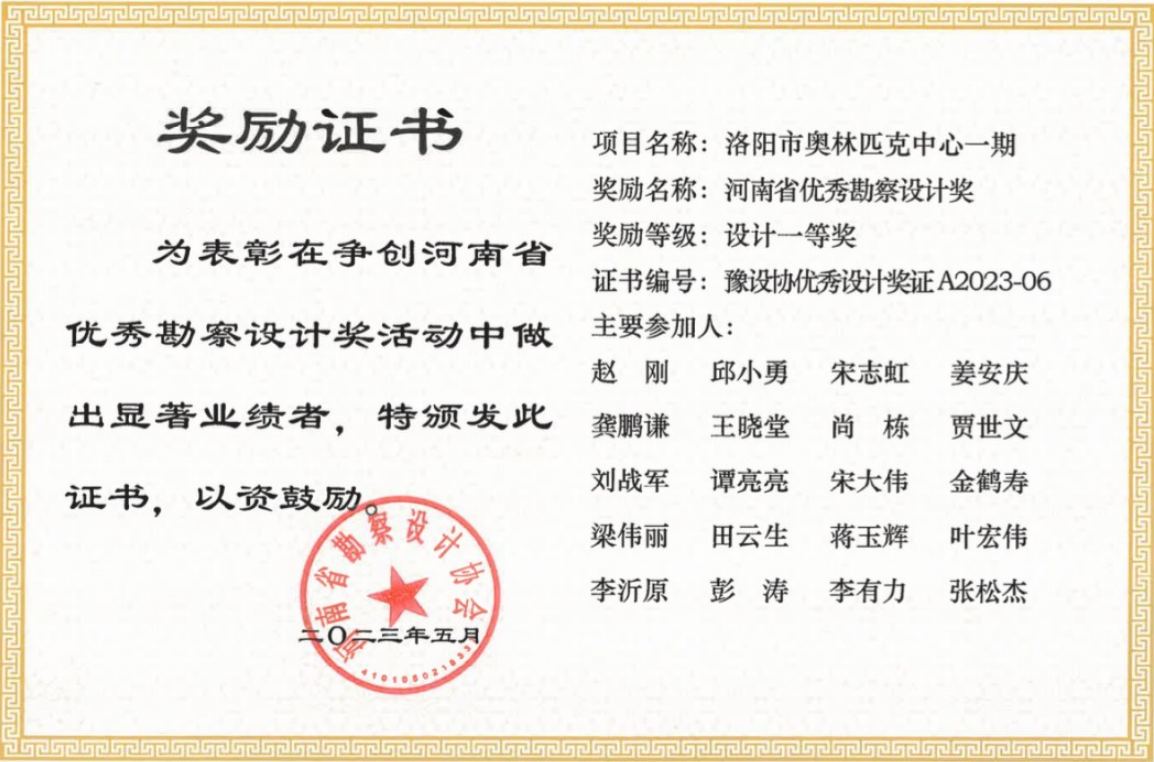 奖励证书
为表彰在争创河南省
优秀勘察设计奖活动中做
出显著业绩者，特颁发此
证书，以资鼓励。
河南省勘察设计协会
二〇二三年五月
项目名称：洛阳市奥林匹克中心一期
奖励名称：河南省优秀勘察设计奖
奖励等级：设计一等奖
证书编号：豫设协优秀设计奖证 A2023-06
主要参加人：
赵　刚　邱小勇　宋志虹　姜安庆
龚鹏谦　王晓堂　尚　栋　贾世文
刘战军　谭亮亮　宋大伟　金鹤寿
梁伟丽　田云生　蒋玉辉　叶宏伟
李沂原　彭　涛　李有力　张松杰